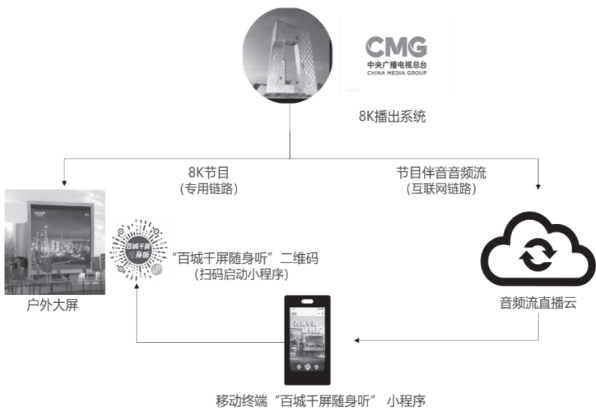 CMG
中央广播电视总台
CHINA MEDIA GROUP
8K播出系统
8K节目
(专用链路)
节目伴音音频流
(互联网链路)
百城千屏
“百城千屏随身听”二维码
(扫码启动小程序)
户外大屏
音频流直播云
移动终端“百城千屏随身听” 小程序